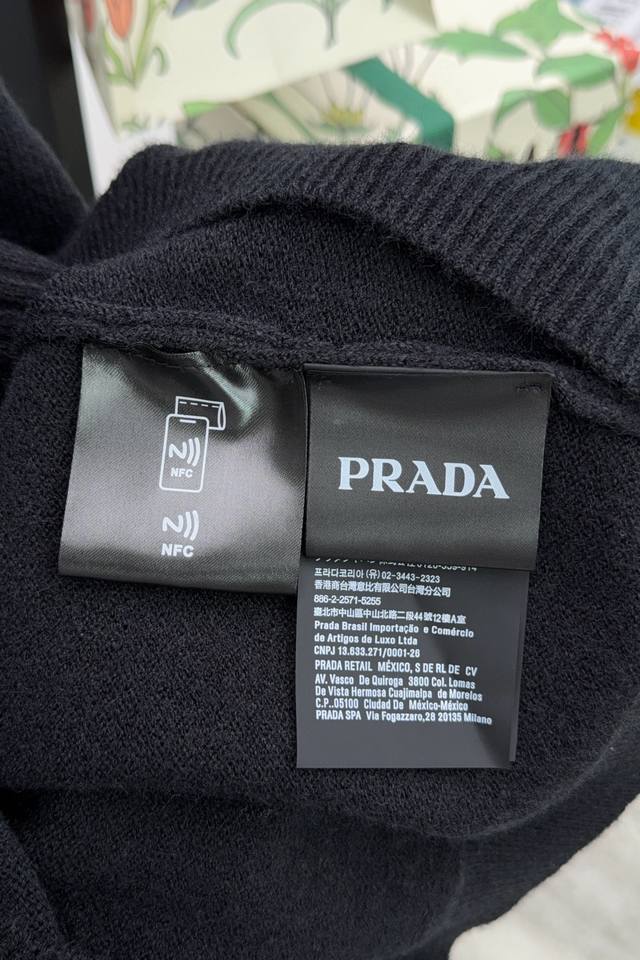 NFC
NFC
PRADA
프라다코리아 (유) 02-3443-2323
香港商台灣意比有限公司台灣分公司
886-2-2571-5255
臺北市中山區中山北路二段44號12樓A室
Prada Brasil Importação e Comércio
de Artigos de Luxo Ltda
CNPJ 13.633.271/0001-26
PRADA RETAIL MÉXICO, S DE RL DE CV
AV. Vasco De Quiroga 3800 Col. Lomas
De Vista Hermosa Cuajimalpa de Morelos
C.P..05100 Ciudad De México-México
PRADA SPA Via Fogazzaro,28 20135 Milano